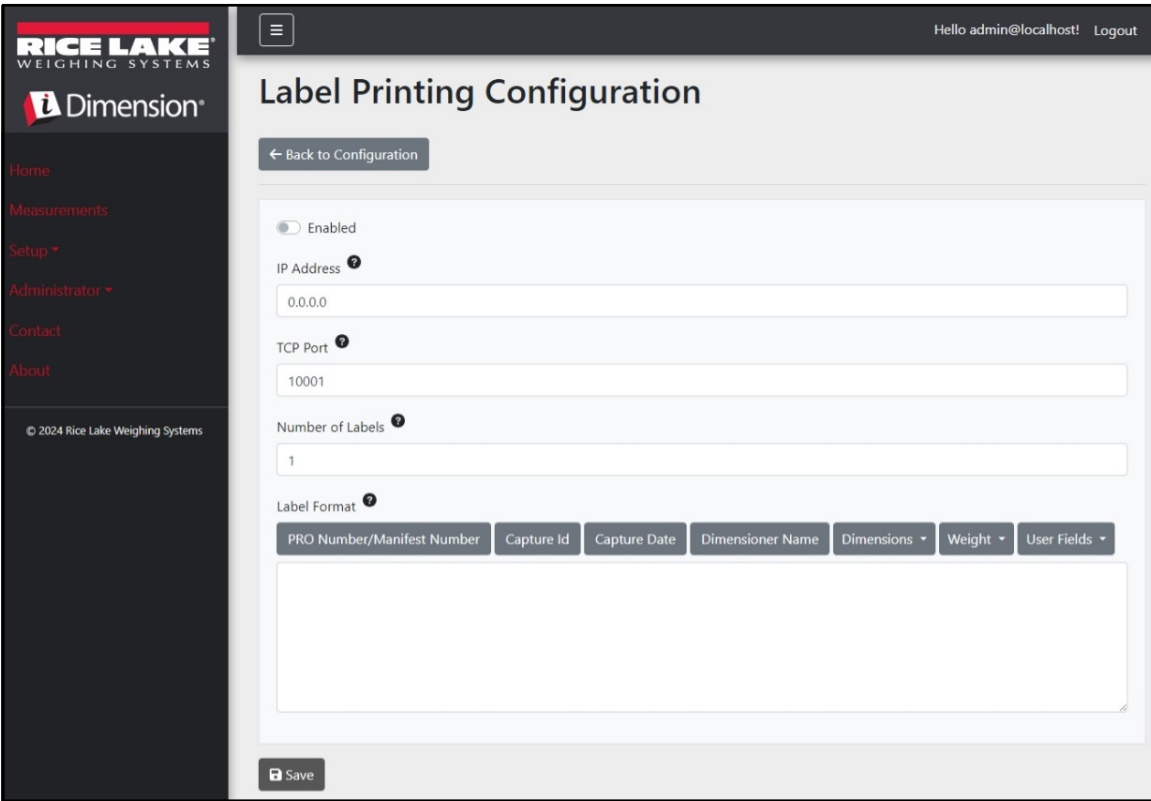 RICE LAKE®
WEIGHING SYSTEMS
i Dimension®
Home
Measurements
Setup
Administrator
Contact
About
© 2024 Rice Lake Weighing Systems
Hello admin@localhost! Logout
Label Printing Configuration
← Back to Configuration
Enabled
IP Address ?
0.0.0.0
TCP Port ?
10001
Number of Labels ?
1
Label Format ?
PRO Number/Manifest Number Capture Id Capture Date Dimensioner Name Dimensions Weight User Fields
Save